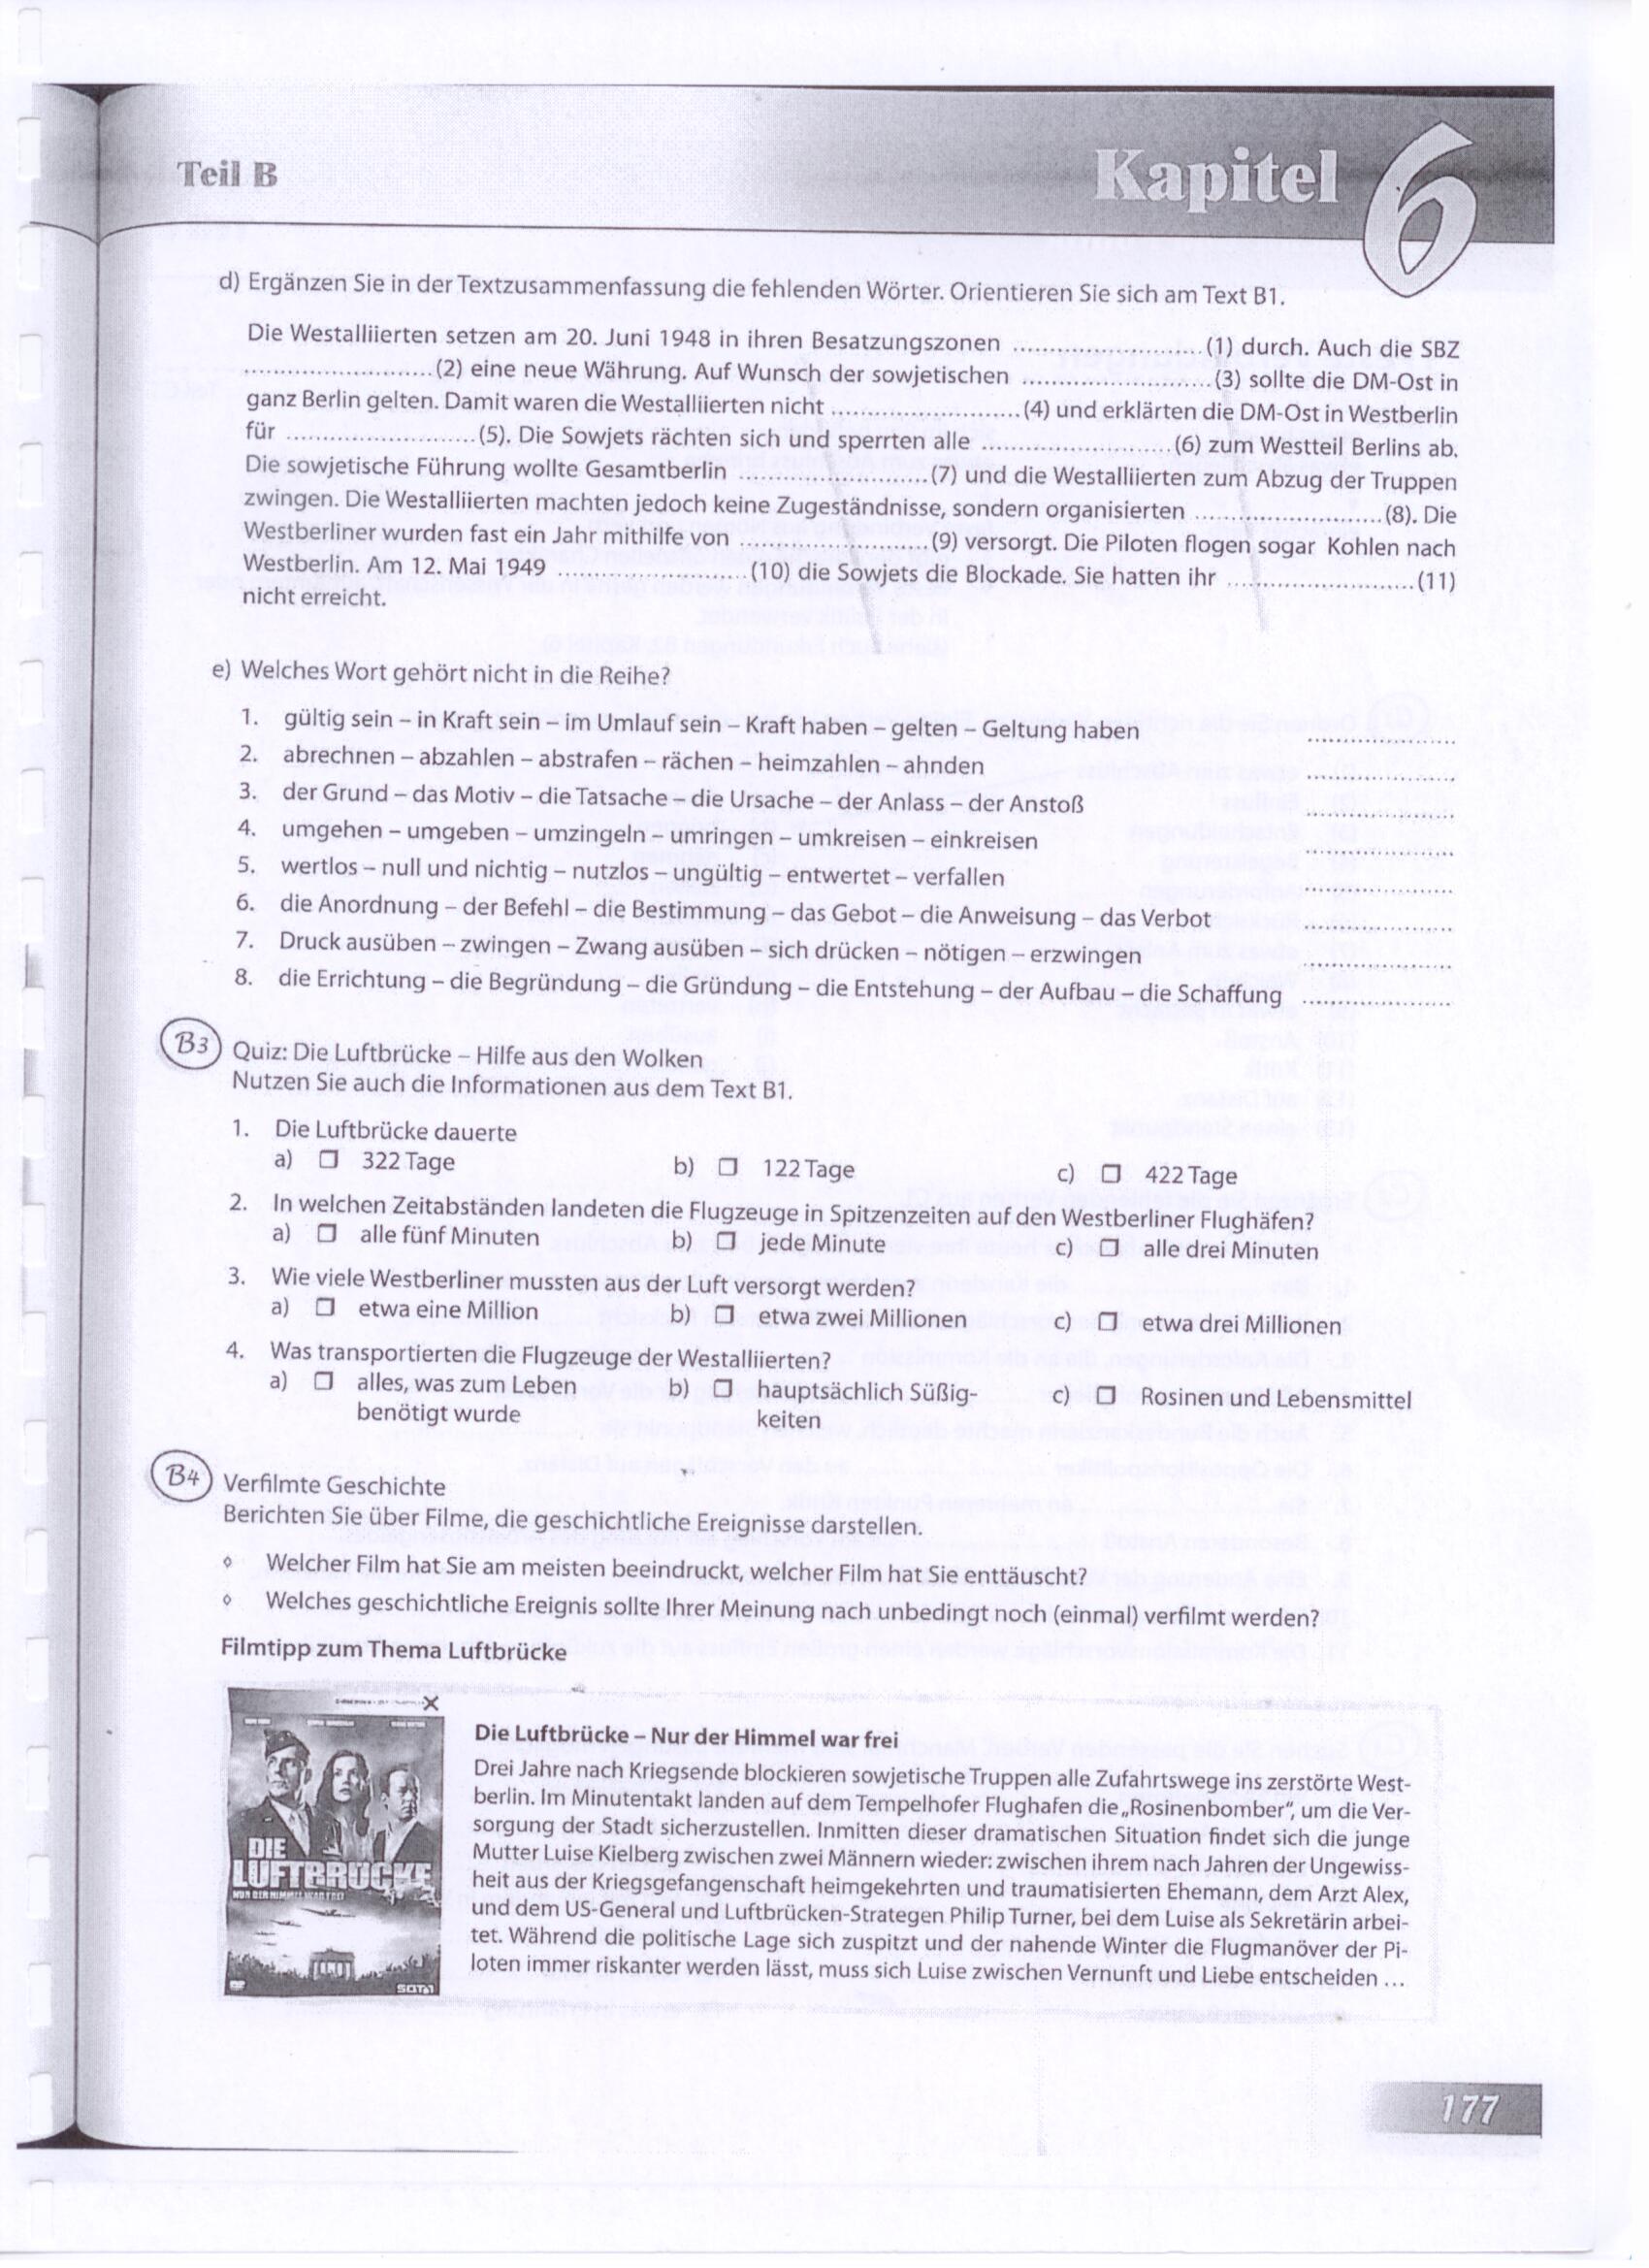 Teil B
Kapitel 6
d) Ergänzen Sie in der Textzusammenfassung die fehlenden Wörter. Orientieren Sie sich am Text B1.
Die Westalliierten setzen am 20. Juni 1948 in ihren Besatzungszonen ........................ (1) durch. Auch die SBZ
........................ (2) eine neue Währung. Auf Wunsch der sowjetischen ........................ (3) sollte die DM-Ost in
ganz Berlin gelten. Damit waren die Westalliierten nicht ........................ (4) und erklärten die DM-Ost in Westberlin
für ........................ (5). Die Sowjets rächten sich und sperrten alle ........................ (6) zum Westteil Berlins ab.
Die sowjetische Führung wollte Gesamtberlin ........................ (7) und die Westalliierten zum Abzug der Truppen
zwingen. Die Westalliierten machten jedoch keine Zugeständnisse, sondern organisierten ........................ (8). Die
Westberliner wurden fast ein Jahr mithilfe von ........................ (9) versorgt. Die Piloten flogen sogar Kohlen nach
Westberlin. Am 12. Mai 1949 ........................ (10) die Sowjets die Blockade. Sie hatten ihr ........................ (11)
nicht erreicht.
e) Welches Wort gehört nicht in die Reihe?
1. gültig sein – in Kraft sein – im Umlauf sein – Kraft haben – gelten – Geltung haben ...................
2. abrechnen – abzahlen – abstrafen – rächen – heimzahlen – ahnden ...................
3. der Grund – das Motiv – die Tatsache – die Ursache – der Anlass – der Anstoß ...................
4. umgehen – umgeben – umzingeln – umringen – umkreisen – einkreisen ...................
5. wertlos – null und nichtig – nutzlos – ungültig – entwertet – verfallen ...................
6. die Anordnung – der Befehl – die Bestimmung – das Gebot – die Anweisung – das Verbot ...................
7. Druck ausüben – zwingen – Zwang ausüben – sich drücken – nötigen – erzwingen ...................
8. die Errichtung – die Begründung – die Gründung – die Entstehung – der Aufbau – die Schaffung ...................
B3 Quiz: Die Luftbrücke – Hilfe aus den Wolken
Nutzen Sie auch die Informationen aus dem Text B1.
1. Die Luftbrücke dauerte
a) ☐ 322 Tage b) ☐ 122 Tage c) ☐ 422 Tage
2. In welchen Zeitabständen landeten die Flugzeuge in Spitzenzeiten auf den Westberliner Flughäfen?
a) ☐ alle fünf Minuten b) ☐ jede Minute c) ☐ alle drei Minuten
3. Wie viele Westberliner mussten aus der Luft versorgt werden?
a) ☐ etwa eine Million b) ☐ etwa zwei Millionen c) ☐ etwa drei Millionen
4. Was transportierten die Flugzeuge der Westalliierten?
a) ☐ alles, was zum Leben b) ☐ hauptsächlich Süßig- c) ☐ Rosinen und Lebensmittel
benötigt wurde keiten
B4 Verfilmte Geschichte
Berichten Sie über Filme, die geschichtliche Ereignisse darstellen.
◊ Welcher Film hat Sie am meisten beeindruckt, welcher Film hat Sie enttäuscht?
◊ Welches geschichtliche Ereignis sollte Ihrer Meinung nach unbedingt noch (einmal) verfilmt werden?
Filmtipp zum Thema Luftbrücke
DIE
LUFTBRÜCKE
NUR DER HIMMEL WAR FREI
SAT.1
Die Luftbrücke – Nur der Himmel war frei
Drei Jahre nach Kriegsende blockieren sowjetische Truppen alle Zufahrtswege ins zerstörte West-
berlin. Im Minutentakt landen auf dem Tempelhofer Flughafen die „Rosinenbomber“, um die Ver-
sorgung der Stadt sicherzustellen. Inmitten dieser dramatischen Situation findet sich die junge
Mutter Luise Kielberg zwischen zwei Männern wieder: zwischen ihrem nach Jahren der Ungewiss-
heit aus der Kriegsgefangenschaft heimgekehrten und traumatisierten Ehemann, dem Arzt Alex,
und dem US-General und Luftbrücken-Strategen Philip Turner, bei dem Luise als Sekretärin arbei-
tet. Während die politische Lage sich zuspitzt und der nahende Winter die Flugmanöver der Pi-
loten immer riskanter werden lässt, muss sich Luise zwischen Vernunft und Liebe entscheiden ...
177